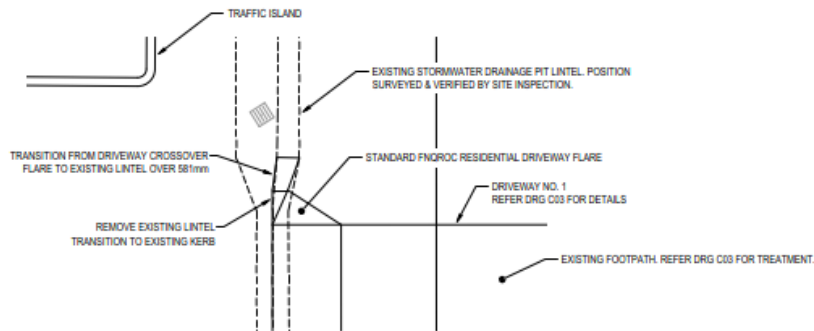 TRAFFIC ISLAND
EXISTING STORMWATER DRAINAGE PIT LINTEL. POSITION
SURVEYED & VERIFIED BY SITE INSPECTION.
TRANSITION FROM DRIVEWAY CROSSOVER
FLARE TO EXISTING LINTEL OVER 581mm
STANDARD FNQROC RESIDENTIAL DRIVEWAY FLARE
DRIVEWAY NO. 1
REFER DRG C03 FOR DETAILS
REMOVE EXISTING LINTEL
TRANSITION TO EXISTING KERB
EXISTING FOOTPATH. REFER DRG C03 FOR TREATMENT.